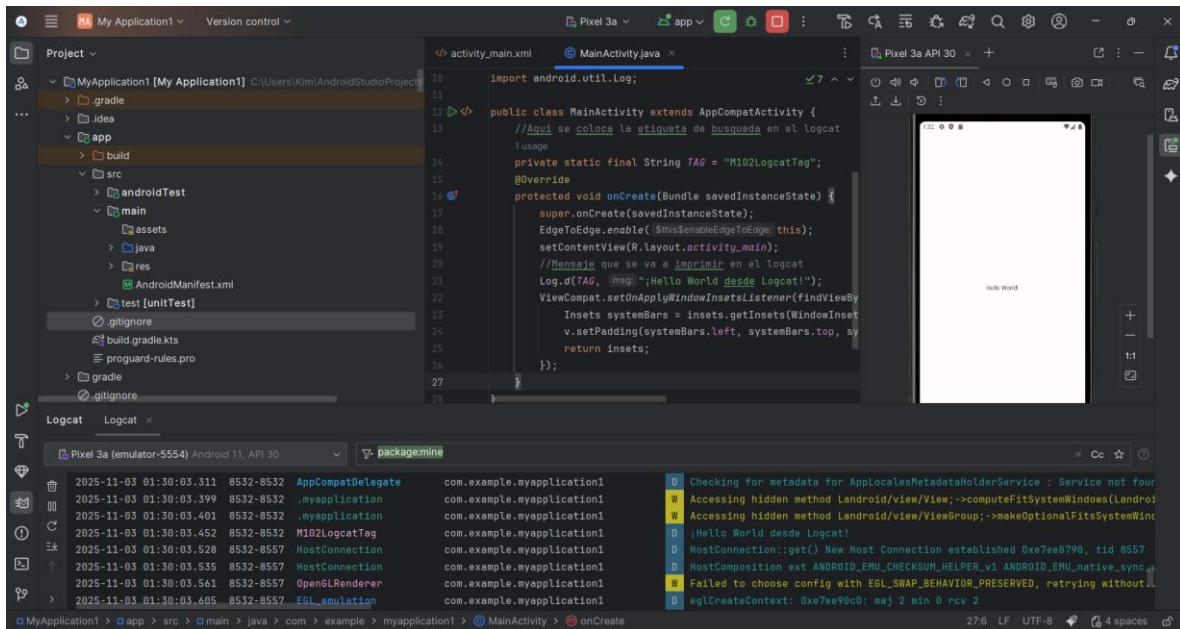 MA My Application1 Version control Pixel 3a app
Project
MyApplication1 [My Application1] C:\Users\Kim\AndroidStudioProject
.gradle
.idea
app
build
src
androidTest
main
assets
java
res
AndroidManifest.xml
test [unitTest]
.gitignore
build.gradle.kts
proguard-rules.pro
gradle
.gitignore
activity_main.xml MainActivity.java
7
10 import android.util.Log;
11
12 public class MainActivity extends AppCompatActivity {
13 //Aqui se coloca la etiqueta de busqueda en el logcat
1 usage
14 private static final String TAG = "M102LogcatTag";
15 @Override
16 protected void onCreate(Bundle savedInstanceState) {
17 super.onCreate(savedInstanceState);
18 EdgeToEdge.enable( $this$enableEdgeToEdge: this);
19 setContentView(R.layout.activity_main);
20 //Mensaje que se va a imprimir en el logcat
21 Log.d(TAG, msg: "¡Hello World desde Logcat!");
22 ViewCompat.setOnApplyWindowInsetsListener(findViewBy
23 Insets systemBars = insets.getInsets(WindowInset
24 v.setPadding(systemBars.left, systemBars.top, sy
25 return insets;
26 });
27 }
28 }
Pixel 3a API 30
1:32
Hello World!
1:1
Logcat Logcat
Pixel 3a (emulator-5554) Android 11, API 30 package:mine Cc
2025-11-03 01:30:03.311 8532-8532 AppCompatDelegate com.example.myapplication1 D Checking for metadata for AppLocalesMetadataHolderService : Service not four
2025-11-03 01:30:03.399 8532-8532 .myapplication com.example.myapplication1 W Accessing hidden method Landroid/view/View;->computeFitSystemWindows(Landroi
2025-11-03 01:30:03.401 8532-8532 .myapplication com.example.myapplication1 W Accessing hidden method Landroid/view/ViewGroup;->makeOptionalFitsSystemWind
2025-11-03 01:30:03.452 8532-8532 M102LogcatTag com.example.myapplication1 D ¡Hello World desde Logcat!
2025-11-03 01:30:03.528 8532-8557 HostConnection com.example.myapplication1 D HostConnection::get() New Host Connection established 0xe7ee8790, tid 8557
2025-11-03 01:30:03.535 8532-8557 HostConnection com.example.myapplication1 D HostComposition ext ANDROID_EMU_CHECKSUM_HELPER_v1 ANDROID_EMU_native_sync_
2025-11-03 01:30:03.561 8532-8557 OpenGLRenderer com.example.myapplication1 W Failed to choose config with EGL_SWAP_BEHAVIOR_PRESERVED, retrying without..
2025-11-03 01:30:03.605 8532-8557 EGL_emulation com.example.myapplication1 D eglCreateContext: 0xe7ee90c0: maj 2 min 0 rcv 2
MyApplication1 > app > src > main > java > com > example > myapplication1 > MainActivity > onCreate 27:6 LF UTF-8 4 spaces